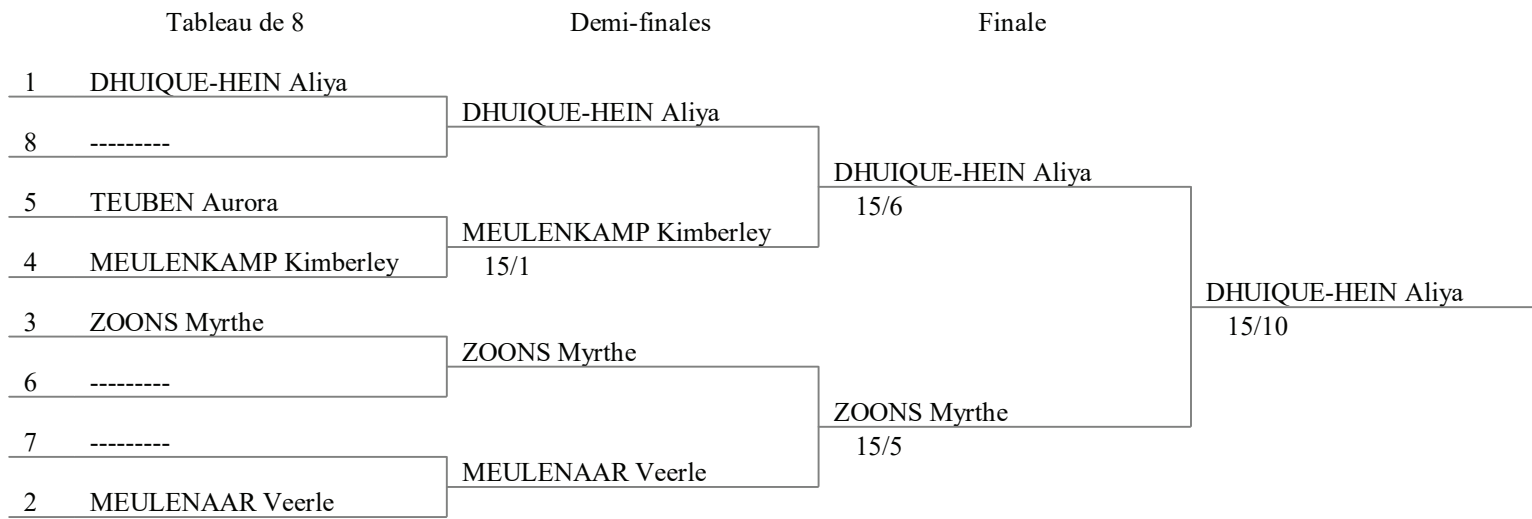 Tableau de 8 Demi-finales Finale
1 DHUIQUE-HEIN Aliya
DHUIQUE-HEIN Aliya
8 ---------
DHUIQUE-HEIN Aliya
15/6
5 TEUBEN Aurora
MEULENKAMP Kimberley
15/1
4 MEULENKAMP Kimberley
DHUIQUE-HEIN Aliya
15/10
3 ZOONS Myrthe
ZOONS Myrthe
6 ---------
ZOONS Myrthe
15/5
7 ---------
MEULENAAR Veerle
2 MEULENAAR Veerle